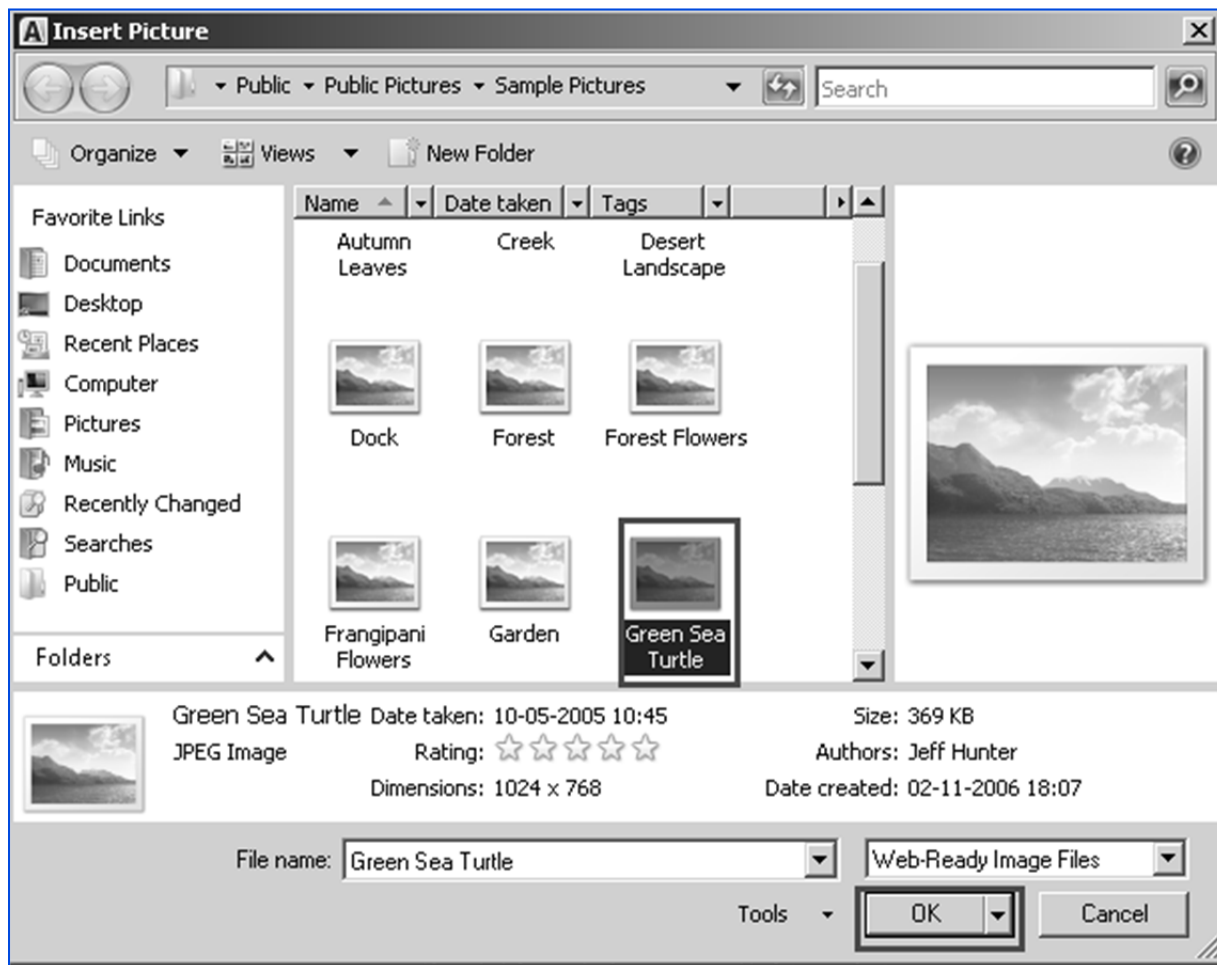 A Insert Picture
Public Public Pictures Sample Pictures
Search
Organize Views New Folder
Favorite Links
Documents
Desktop
Recent Places
Computer
Pictures
Music
Recently Changed
Searches
Public
Folders
Name Date taken Tags
Autumn Leaves
Creek
Desert Landscape
Dock
Forest
Forest Flowers
Frangipani Flowers
Garden
Green Sea Turtle
Green Sea Turtle Date taken: 10-05-2005 10:45 Size: 369 KB
JPEG Image Rating: Authors: Jeff Hunter
Dimensions: 1024 x 768 Date created: 02-11-2006 18:07
File name: Green Sea Turtle Web-Ready Image Files
Tools OK Cancel